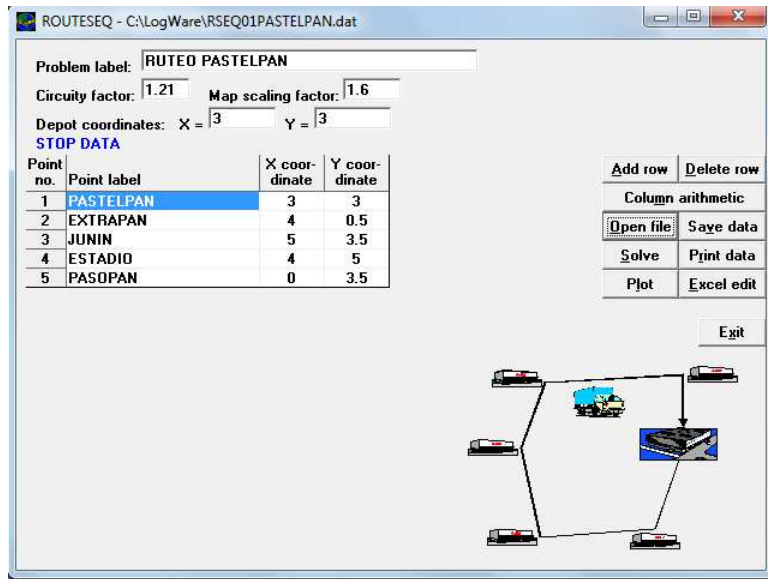 ROUTESEQ - C:\LogWare\RSEQ01PASTELPAN.dat
Problem label: RUTEO PASTELPAN
Circuity factor: 1.21 Map scaling factor: 1.6
Depot coordinates: X = 3 Y = 3
STOP DATA
Point no. Point label X coor-dinate Y coor-dinate
1 PASTELPAN 3 3
2 EXTRAPAN 4 0.5
3 JUNIN 5 3.5
4 ESTADIO 4 5
5 PASOPAN 0 3.5
Add row Delete row
Column arithmetic
Open file Save data
Solve Print data
Plot Excel edit
Exit